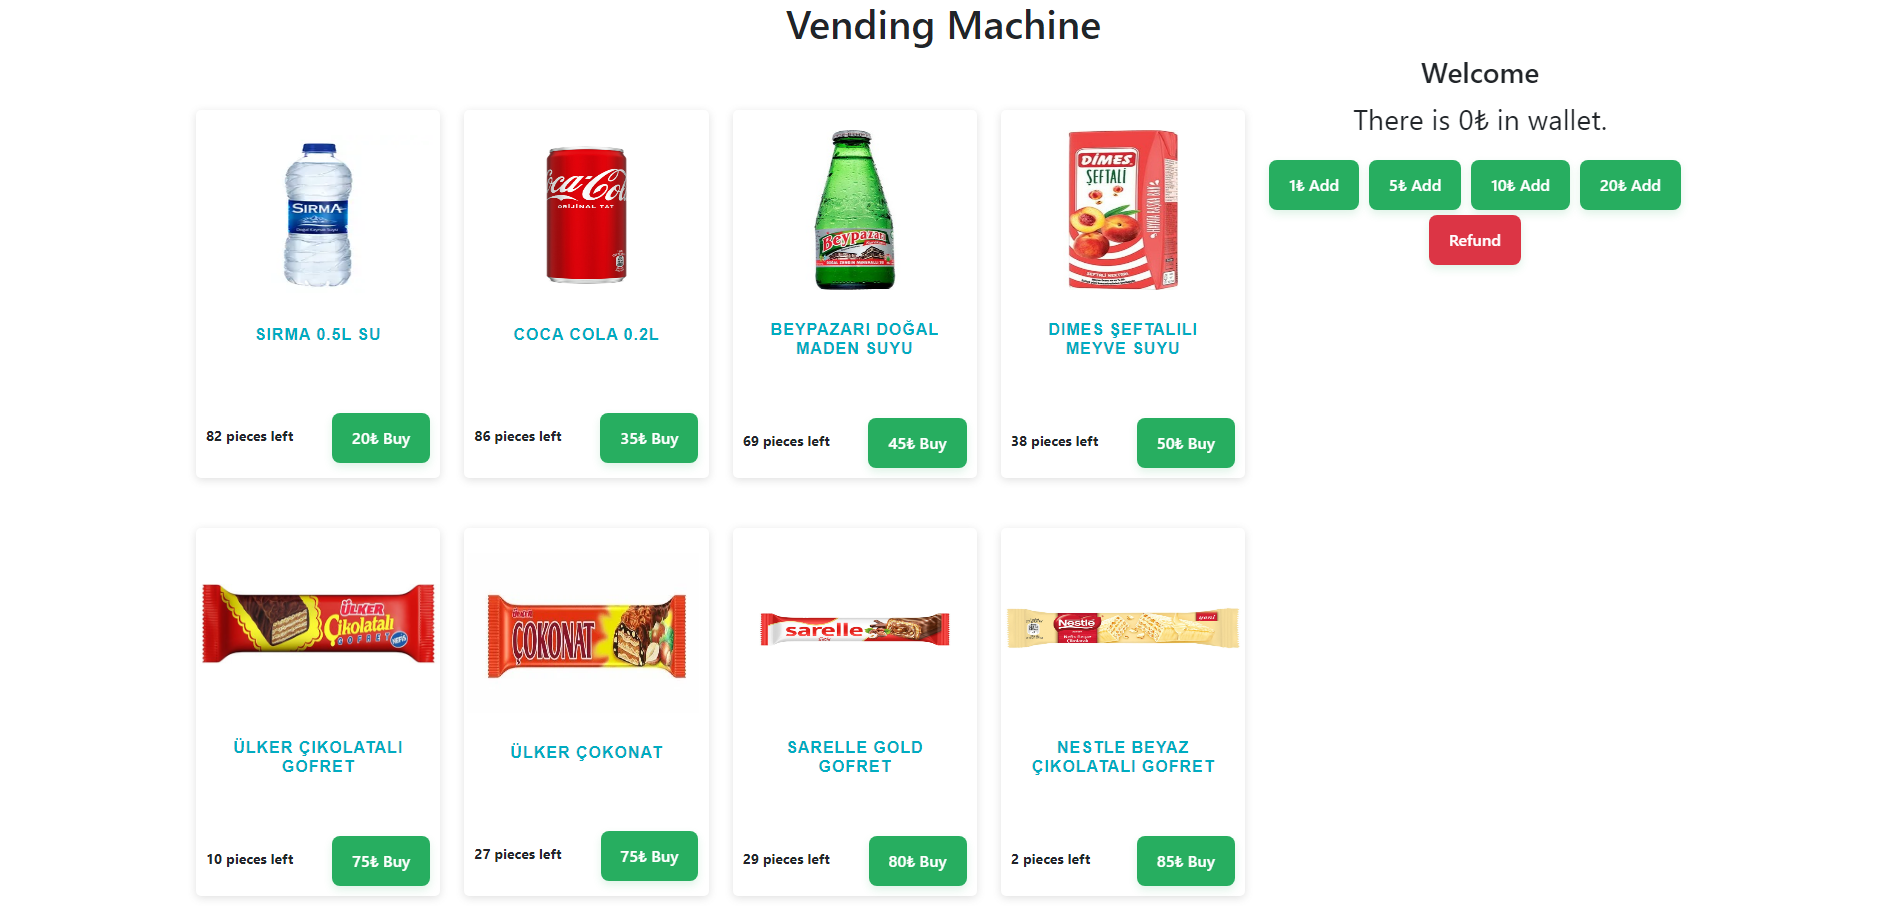 Vending Machine
Welcome
There is 0₺ in wallet.
1₺ Add
5₺ Add
10₺ Add
20₺ Add
Refund
SIRMA
Coca-Col
ORİJİNAL TAT
Beypazarı
DİMES
ŞEFTALİ
SIRMA 0.5L SU
COCA COLA 0.2L
BEYPAZARI DOĞAL
MADEN SUYU
DIMES ŞEFTALILI
MEYVE SUYU
82 pieces left
20₺ Buy
86 pieces left
35₺ Buy
69 pieces left
45₺ Buy
38 pieces left
50₺ Buy
ÜLKER
Çikolatalı
GOFRET
ÜLKER
ÇOKONAT
sarelle
Nestlé
yeni
ÜLKER ÇIKOLATALI
GOFRET
ÜLKER ÇOKONAT
SARELLE GOLD
GOFRET
NESTLE BEYAZ
ÇIKOLATALI GOFRET
10 pieces left
75₺ Buy
27 pieces left
75₺ Buy
29 pieces left
80₺ Buy
2 pieces left
85₺ Buy